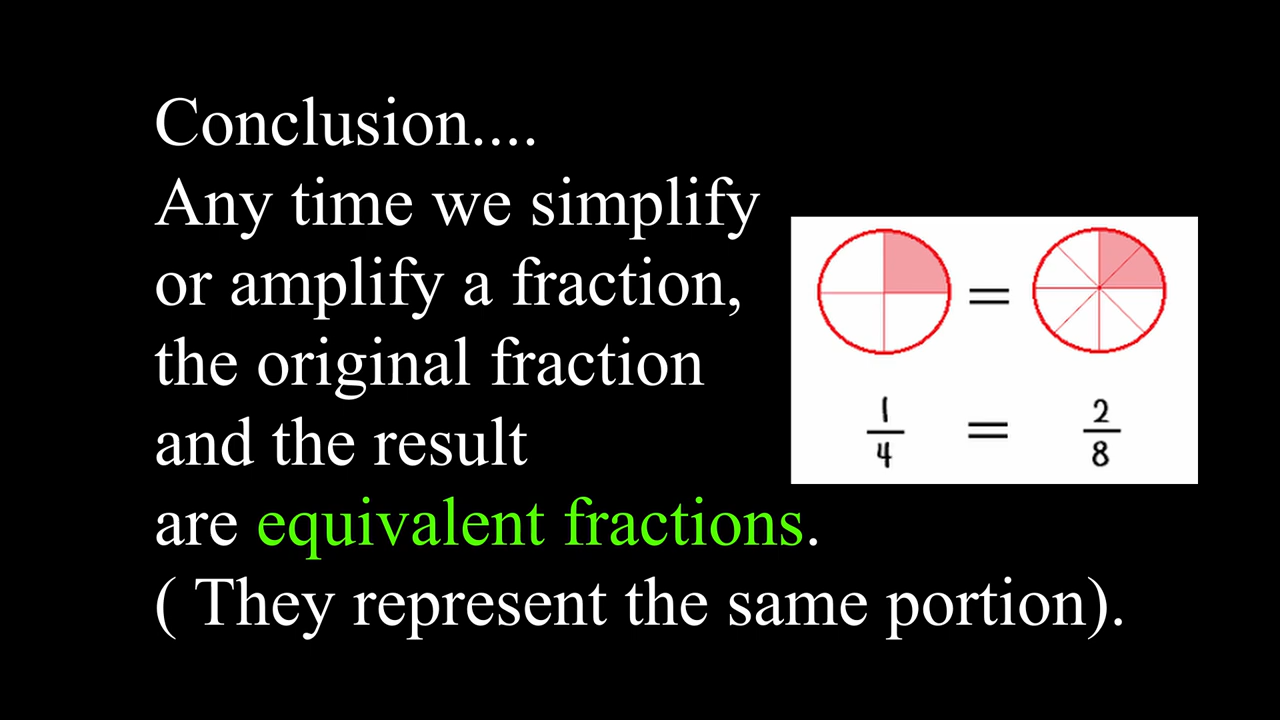 Conclusion....
Any time we simplify
or amplify a fraction,
the original fraction
and the result
are equivalent fractions.
( They represent the same portion).
=
1/4 = 2/8